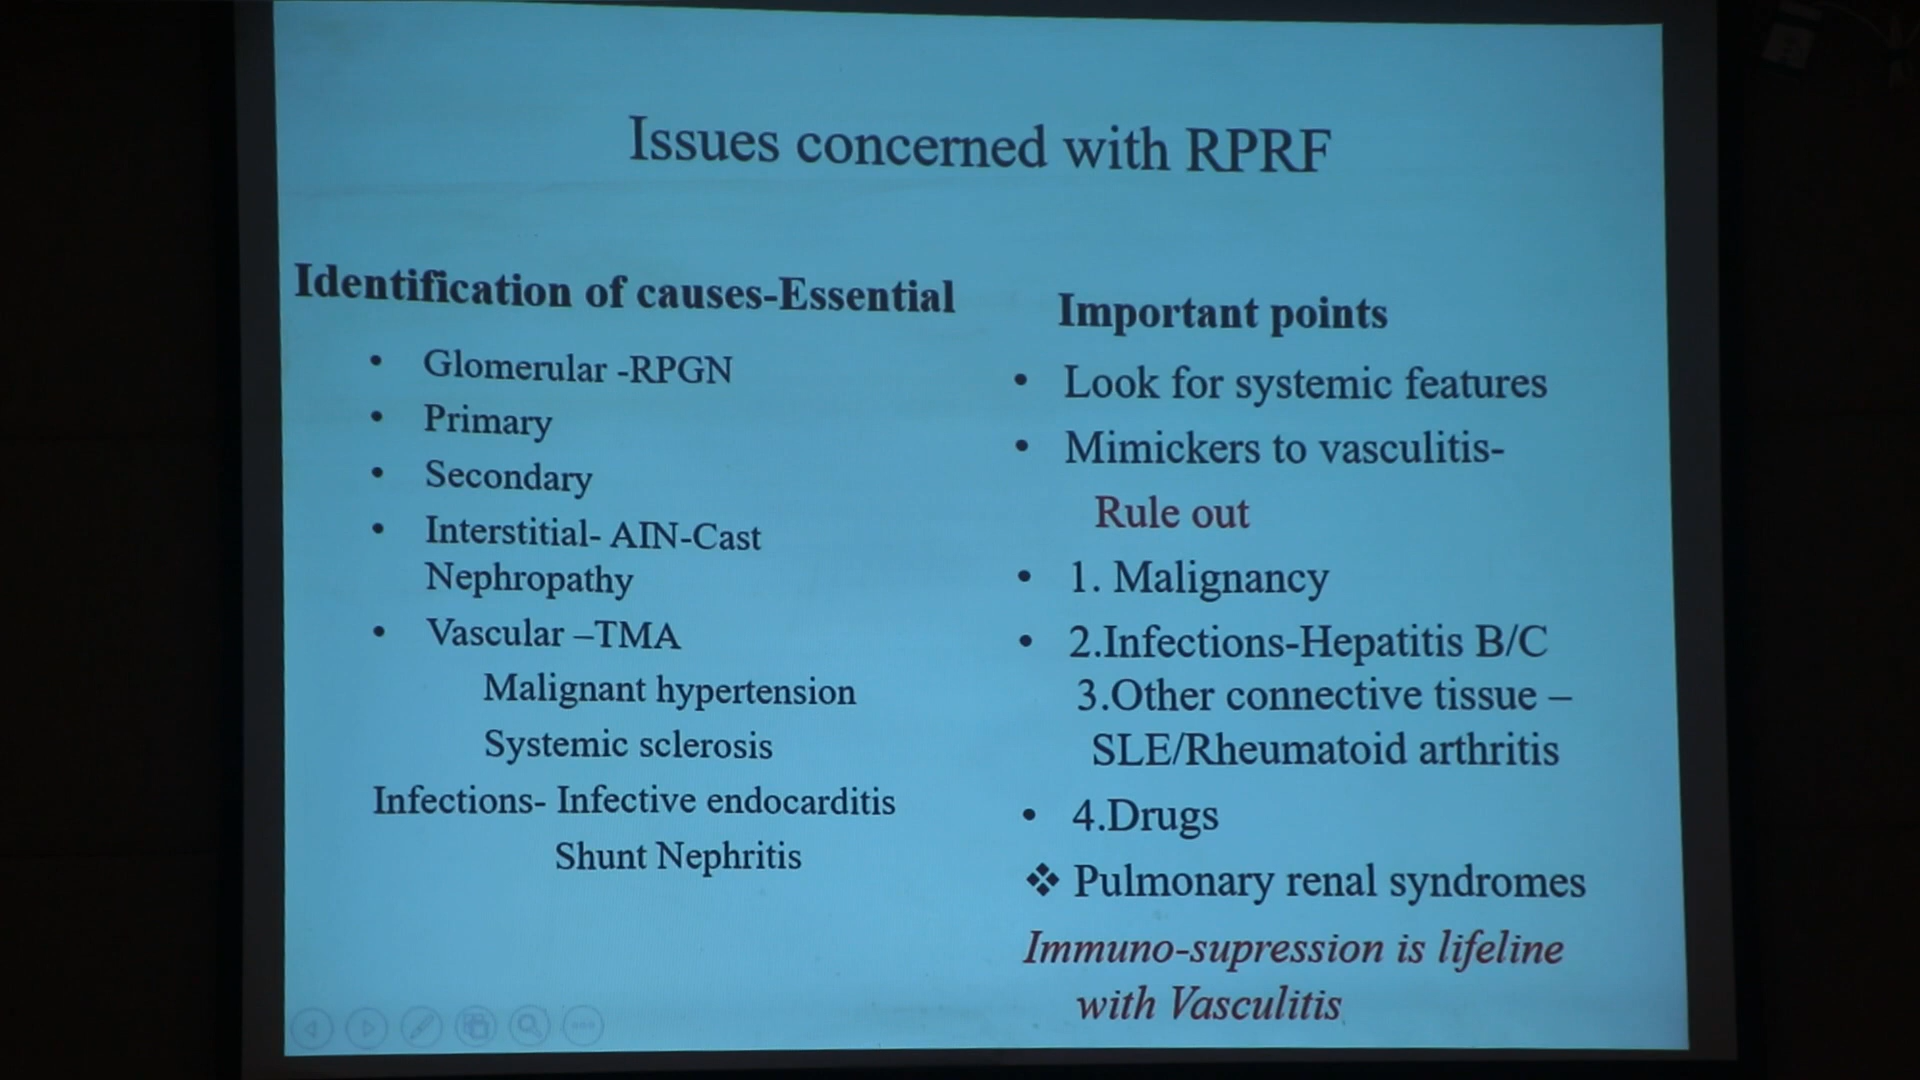 Issues concerned with RPRF
Identification of causes-Essential
• Glomerular -RPGN
• Primary
• Secondary
• Interstitial- AIN-Cast
Nephropathy
• Vascular –TMA
Malignant hypertension
Systemic sclerosis
Infections- Infective endocarditis
Shunt Nephritis
Important points
• Look for systemic features
• Mimickers to vasculitis-
Rule out
• 1. Malignancy
• 2.Infections-Hepatitis B/C
3.Other connective tissue –
SLE/Rheumatoid arthritis
• 4.Drugs
❖ Pulmonary renal syndromes
Immuno-supression is lifeline
with Vasculitis